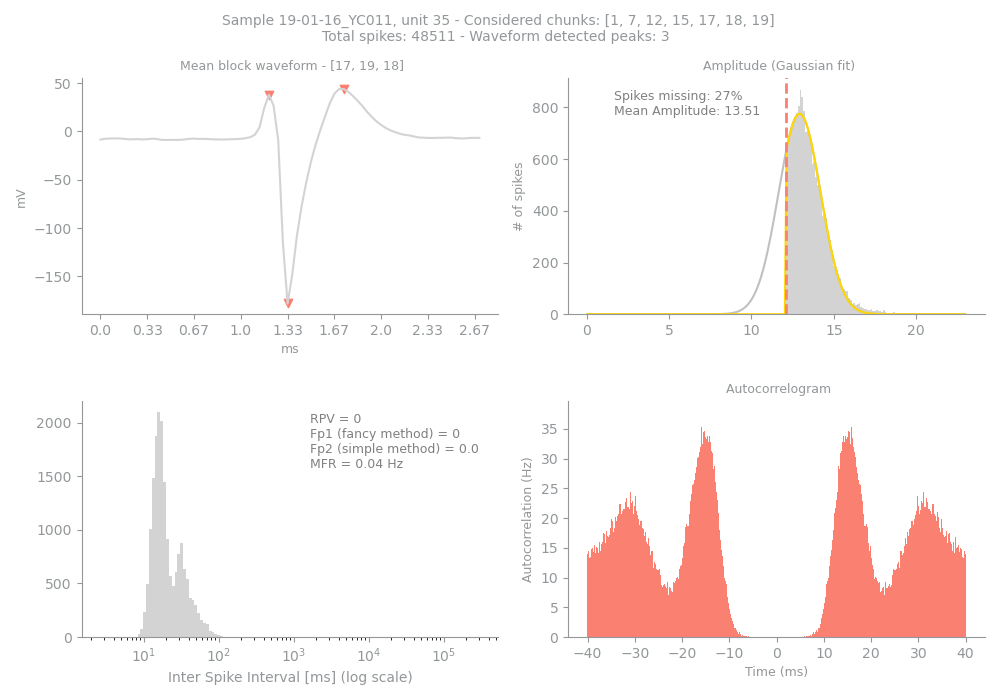 Sample 19-01-16_YC011, unit 35 - Considered chunks: [1, 7, 12, 15, 17, 18, 19]
Total spikes: 48511 - Waveform detected peaks: 3
Mean block waveform - [17, 19, 18]
50
0
−50
−100
−150
mV
0.0 0.33 0.67 1.0 1.33 1.67 2.0 2.33 2.67
ms
Amplitude (Gaussian fit)
Spikes missing: 27%
Mean Amplitude: 13.51
800
600
400
200
0
# of spikes
0 5 10 15 20
RPV = 0
Fp1 (fancy method) = 0
Fp2 (simple method) = 0.0
MFR = 0.04 Hz
2000
1500
1000
500
0
10¹ 10² 10³ 10⁴ 10⁵
Inter Spike Interval [ms] (log scale)
Autocorrelogram
35
30
25
20
15
10
5
0
Autocorrelation (Hz)
−40 −30 −20 −10 0 10 20 30 40
Time (ms)